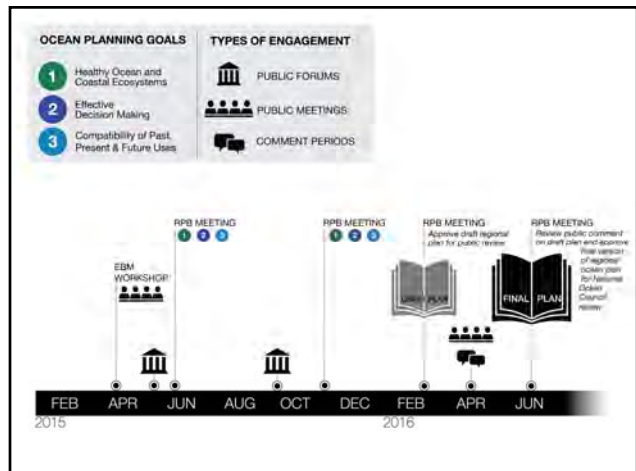 OCEAN PLANNING GOALS
1 Healthy Ocean and
Coastal Ecosystems
2 Effective
Decision Making
3 Compatibility of Past,
Present & Future Uses
TYPES OF ENGAGEMENT
PUBLIC FORUMS
PUBLIC MEETINGS
COMMENT PERIODS
EBM
WORKSHOP
RPB MEETING
1 2 3
RPB MEETING
1 2 3
RPB MEETING
Approve draft regional
plan for public review
DRAFT PLAN
RPB MEETING
Review public comment
on draft plan and approve
final version
of regional
ocean plan
for National
Ocean
Council
review
FINAL PLAN
FEB APR JUN AUG OCT DEC FEB APR JUN
2015 2016